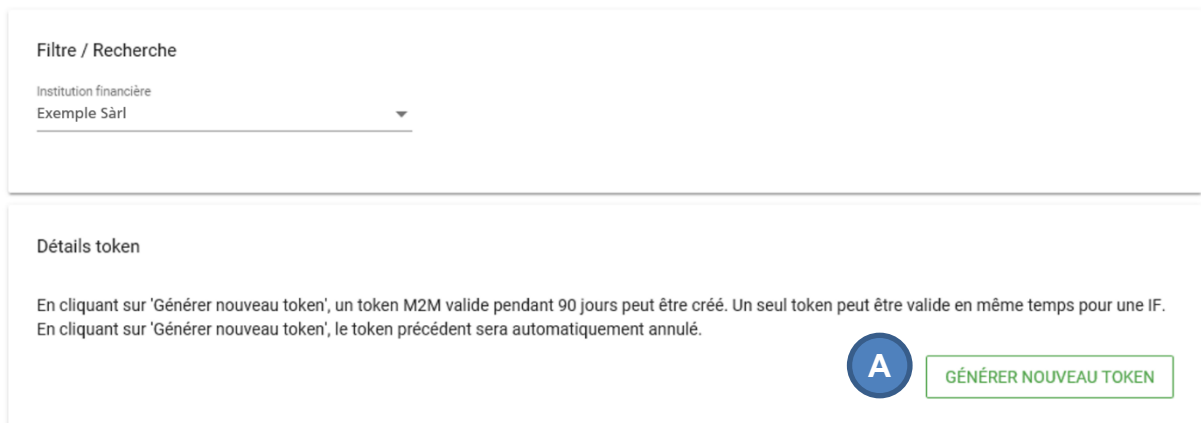 Filtre / Recherche
Institution financière
Exemple Sàrl
Détails token
En cliquant sur 'Générer nouveau token', un token M2M valide pendant 90 jours peut être créé. Un seul token peut être valide en même temps pour une IF.
En cliquant sur 'Générer nouveau token', le token précédent sera automatiquement annulé.
A
GÉNÉRER NOUVEAU TOKEN